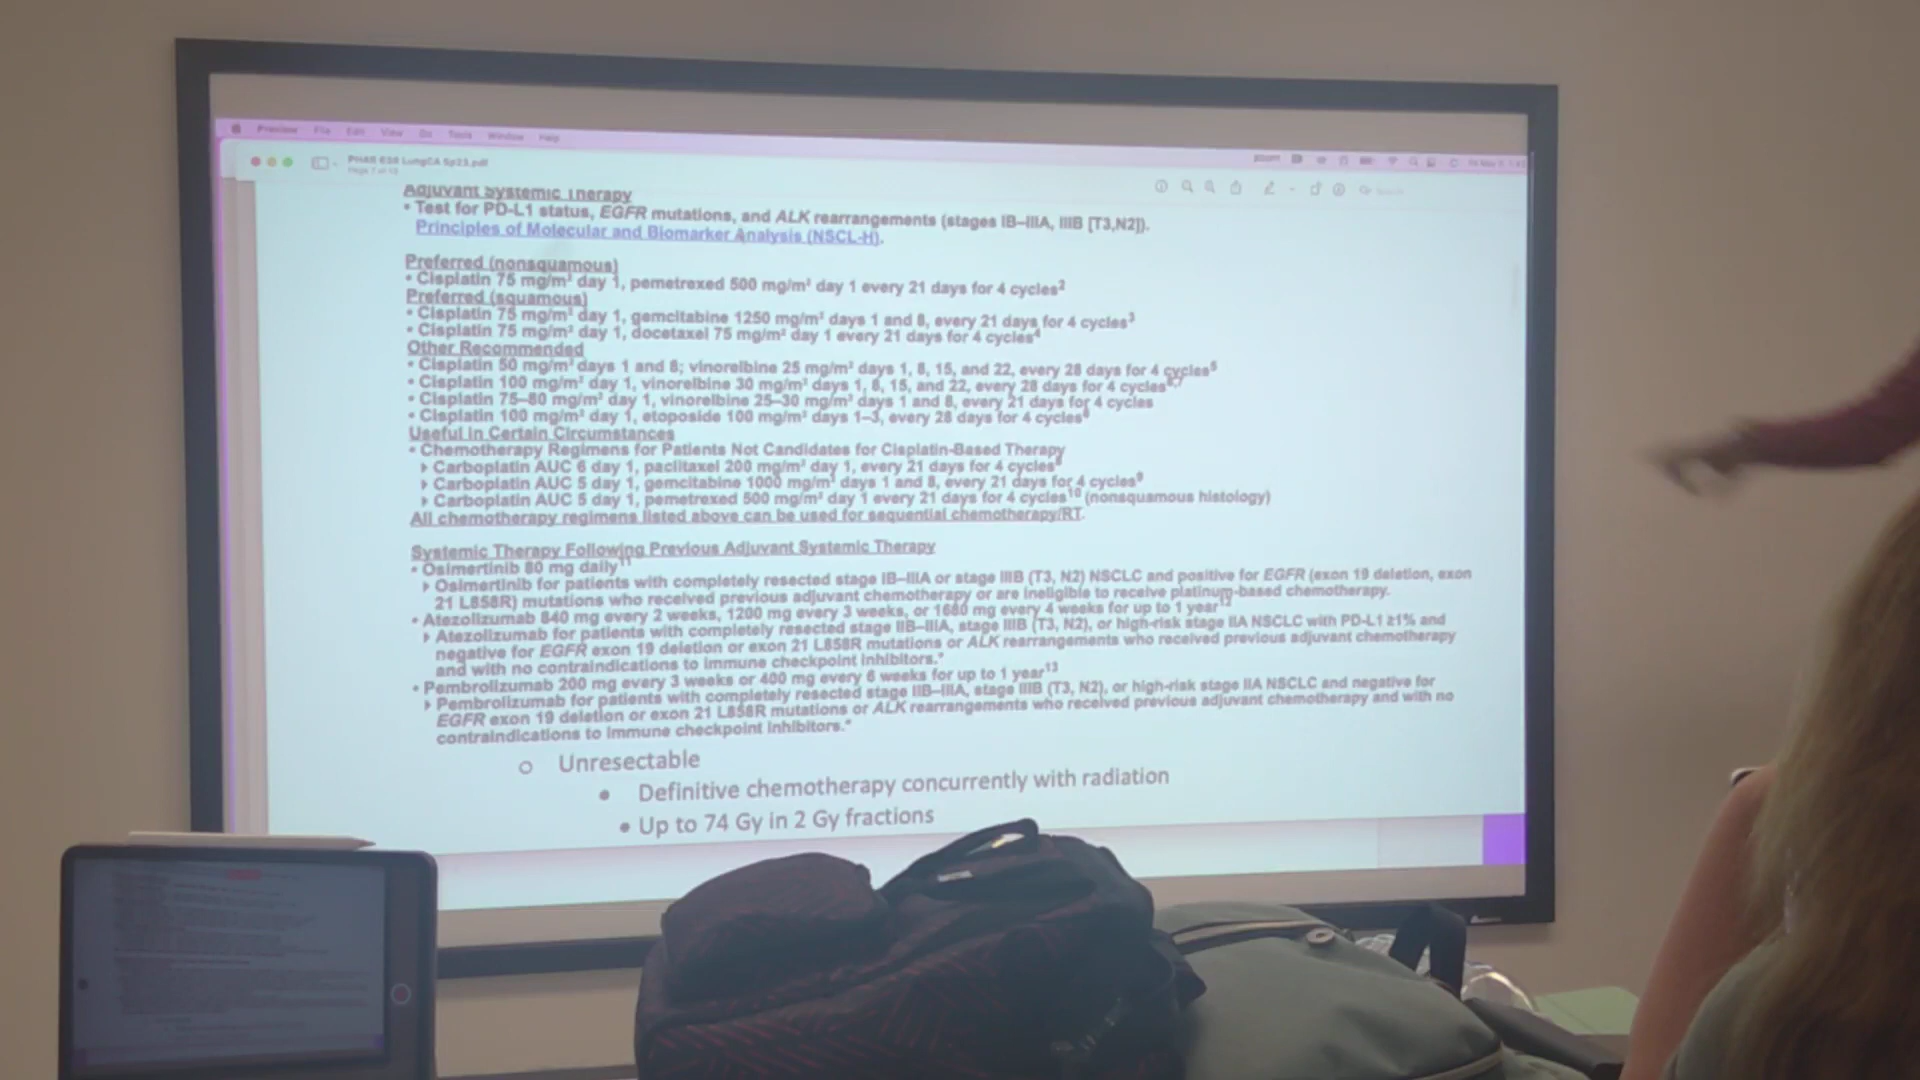 Preview File Edit View Go Tools Window Help
zoom
PHAR 638 LungCA Sp23.pdf
Page 7 of 13
Adjuvant Systemic Therapy
• Test for PD-L1 status, EGFR mutations, and ALK rearrangements (stages IB–IIIA, IIIB [T3,N2]).
Principles of Molecular and Biomarker Analysis (NSCL-H).
Preferred (nonsquamous)
• Cisplatin 75 mg/m² day 1, pemetrexed 500 mg/m² day 1 every 21 days for 4 cycles²
Preferred (squamous)
• Cisplatin 75 mg/m² day 1, gemcitabine 1250 mg/m² days 1 and 8, every 21 days for 4 cycles³
• Cisplatin 75 mg/m² day 1, docetaxel 75 mg/m² day 1 every 21 days for 4 cycles⁴
Other Recommended
• Cisplatin 50 mg/m² days 1 and 8; vinorelbine 25 mg/m² days 1, 8, 15, and 22, every 28 days for 4 cycles⁵
• Cisplatin 100 mg/m² day 1, vinorelbine 30 mg/m² days 1, 8, 15, and 22, every 28 days for 4 cycles⁶,⁷
• Cisplatin 75–80 mg/m² day 1, vinorelbine 25–30 mg/m² days 1 and 8, every 21 days for 4 cycles
• Cisplatin 100 mg/m² day 1, etoposide 100 mg/m² days 1–3, every 28 days for 4 cycles⁶
Useful in Certain Circumstances
• Chemotherapy Regimens for Patients Not Candidates for Cisplatin-Based Therapy
▸ Carboplatin AUC 6 day 1, paclitaxel 200 mg/m² day 1, every 21 days for 4 cycles⁸
▸ Carboplatin AUC 5 day 1, gemcitabine 1000 mg/m² days 1 and 8, every 21 days for 4 cycles⁹
▸ Carboplatin AUC 5 day 1, pemetrexed 500 mg/m² day 1 every 21 days for 4 cycles¹⁰ (nonsquamous histology)
All chemotherapy regimens listed above can be used for sequential chemotherapy/RT.
Systemic Therapy Following Previous Adjuvant Systemic Therapy
• Osimertinib 80 mg daily¹¹
▸ Osimertinib for patients with completely resected stage IB–IIIA or stage IIIB (T3, N2) NSCLC and positive for EGFR (exon 19 deletion, exon
21 L858R) mutations who received previous adjuvant chemotherapy or are ineligible to receive platinum-based chemotherapy.
• Atezolizumab 840 mg every 2 weeks, 1200 mg every 3 weeks, or 1680 mg every 4 weeks for up to 1 year¹²
▸ Atezolizumab for patients with completely resected stage IIB–IIIA, stage IIIB (T3, N2), or high-risk stage IIA NSCLC with PD-L1 ≥1% and
negative for EGFR exon 19 deletion or exon 21 L858R mutations or ALK rearrangements who received previous adjuvant chemotherapy
and with no contraindications to immune checkpoint inhibitors.*
• Pembrolizumab 200 mg every 3 weeks or 400 mg every 6 weeks for up to 1 year¹³
▸ Pembrolizumab for patients with completely resected stage IIB–IIIA, stage IIIB (T3, N2), or high-risk stage IIA NSCLC and negative for
EGFR exon 19 deletion or exon 21 L858R mutations or ALK rearrangements who received previous adjuvant chemotherapy and with no
contraindications to immune checkpoint inhibitors.*
o Unresectable
• Definitive chemotherapy concurrently with radiation
• Up to 74 Gy in 2 Gy fractions